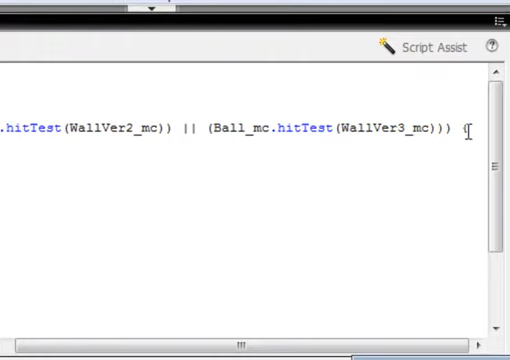 Script Assist
.hitTest(WallVer2_mc)) || (Ball_mc.hitTest(WallVer3_mc))) {